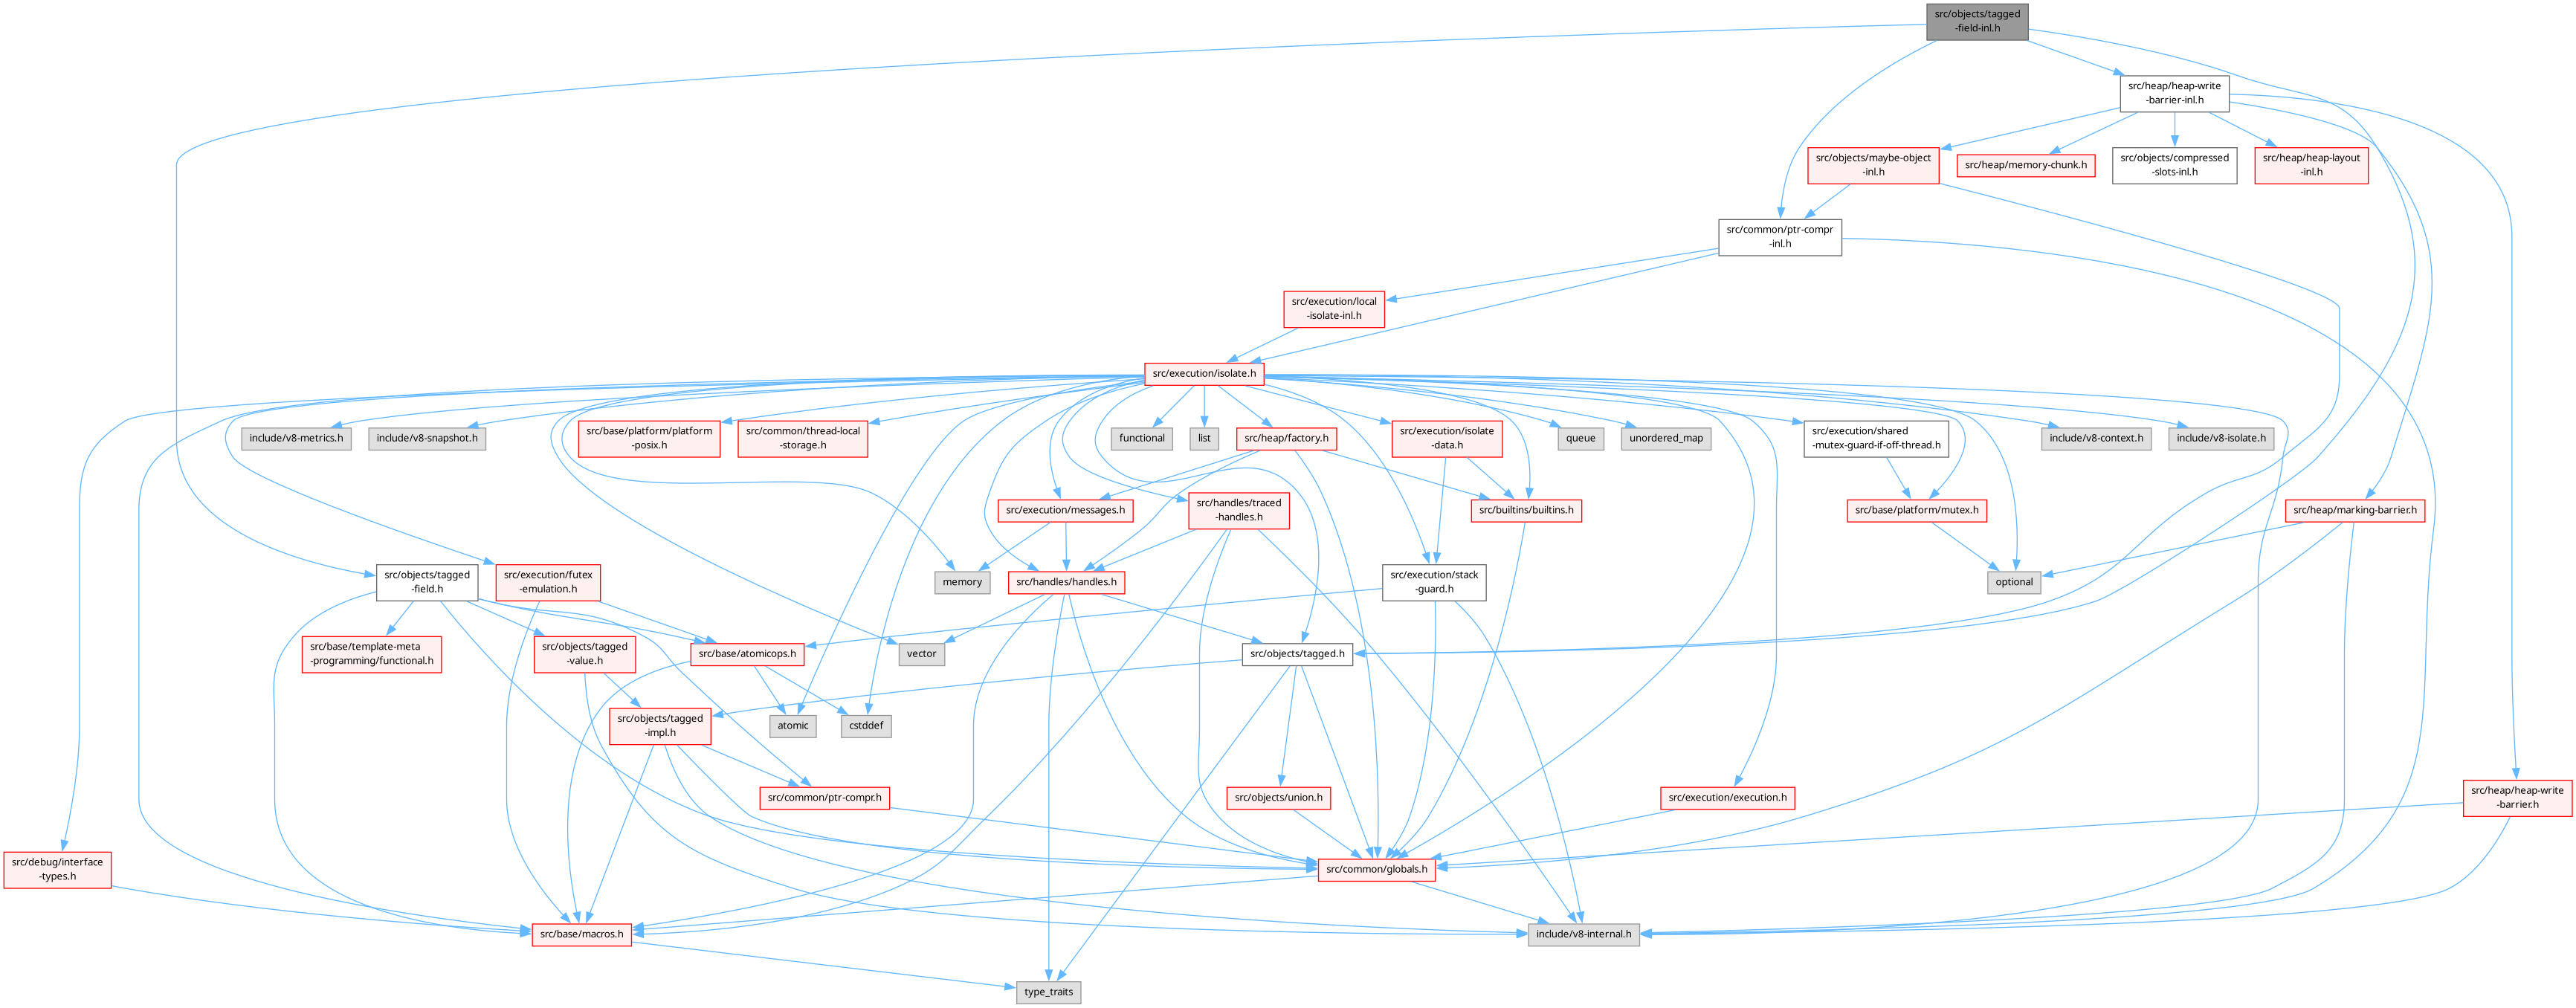 src/objects/tagged
-field-inl.h
src/heap/heap-write
-barrier-inl.h
src/objects/maybe-object
-inl.h
src/heap/memory-chunk.h
src/objects/compressed
-slots-inl.h
src/heap/heap-layout
-inl.h
src/common/ptr-compr
-inl.h
src/execution/local
-isolate-inl.h
src/execution/isolate.h
include/v8-metrics.h
include/v8-snapshot.h
src/base/platform/platform
-posix.h
src/common/thread-local
-storage.h
functional
list
src/heap/factory.h
src/execution/isolate
-data.h
queue
unordered_map
src/execution/shared
-mutex-guard-if-off-thread.h
include/v8-context.h
include/v8-isolate.h
src/execution/messages.h
src/handles/traced
-handles.h
src/builtins/builtins.h
src/base/platform/mutex.h
src/heap/marking-barrier.h
src/objects/tagged
-field.h
src/execution/futex
-emulation.h
memory
src/handles/handles.h
src/execution/stack
-guard.h
optional
src/base/template-meta
-programming/functional.h
src/objects/tagged
-value.h
src/base/atomicops.h
vector
src/objects/tagged.h
src/objects/tagged
-impl.h
atomic
cstddef
src/common/ptr-compr.h
src/objects/union.h
src/execution/execution.h
src/heap/heap-write
-barrier.h
src/debug/interface
-types.h
src/common/globals.h
src/base/macros.h
include/v8-internal.h
type_traits